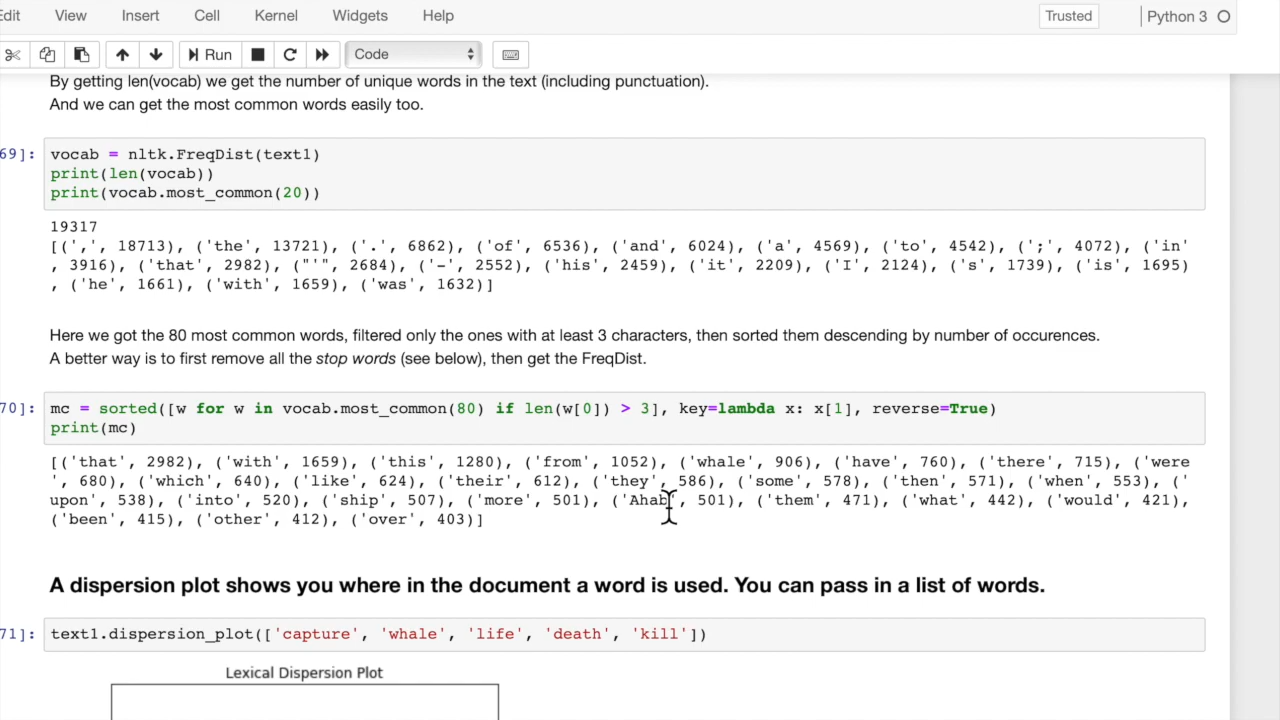 Edit View Insert Cell Kernel Widgets Help Trusted Python 3
Run Code
By getting len(vocab) we get the number of unique words in the text (including punctuation).
And we can get the most common words easily too.
69]: vocab = nltk.FreqDist(text1)
print(len(vocab))
print(vocab.most_common(20))
19317
[(',', 18713), ('the', 13721), ('.', 6862), ('of', 6536), ('and', 6024), ('a', 4569), ('to', 4542), (';', 4072), ('in'
, 3916), ('that', 2982), ("'", 2684), ('-', 2552), ('his', 2459), ('it', 2209), ('I', 2124), ('s', 1739), ('is', 1695)
, ('he', 1661), ('with', 1659), ('was', 1632)]
Here we got the 80 most common words, filtered only the ones with at least 3 characters, then sorted them descending by number of occurences.
A better way is to first remove all the stop words (see below), then get the FreqDist.
70]: mc = sorted([w for w in vocab.most_common(80) if len(w[0]) > 3], key=lambda x: x[1], reverse=True)
print(mc)
[('that', 2982), ('with', 1659), ('this', 1280), ('from', 1052), ('whale', 906), ('have', 760), ('there', 715), ('were
', 680), ('which', 640), ('like', 624), ('their', 612), ('they', 586), ('some', 578), ('then', 571), ('when', 553), ('
upon', 538), ('into', 520), ('ship', 507), ('more', 501), ('Ahab', 501), ('them', 471), ('what', 442), ('would', 421),
('been', 415), ('other', 412), ('over', 403)]
A dispersion plot shows you where in the document a word is used. You can pass in a list of words.
71]: text1.dispersion_plot(['capture', 'whale', 'life', 'death', 'kill'])
Lexical Dispersion Plot